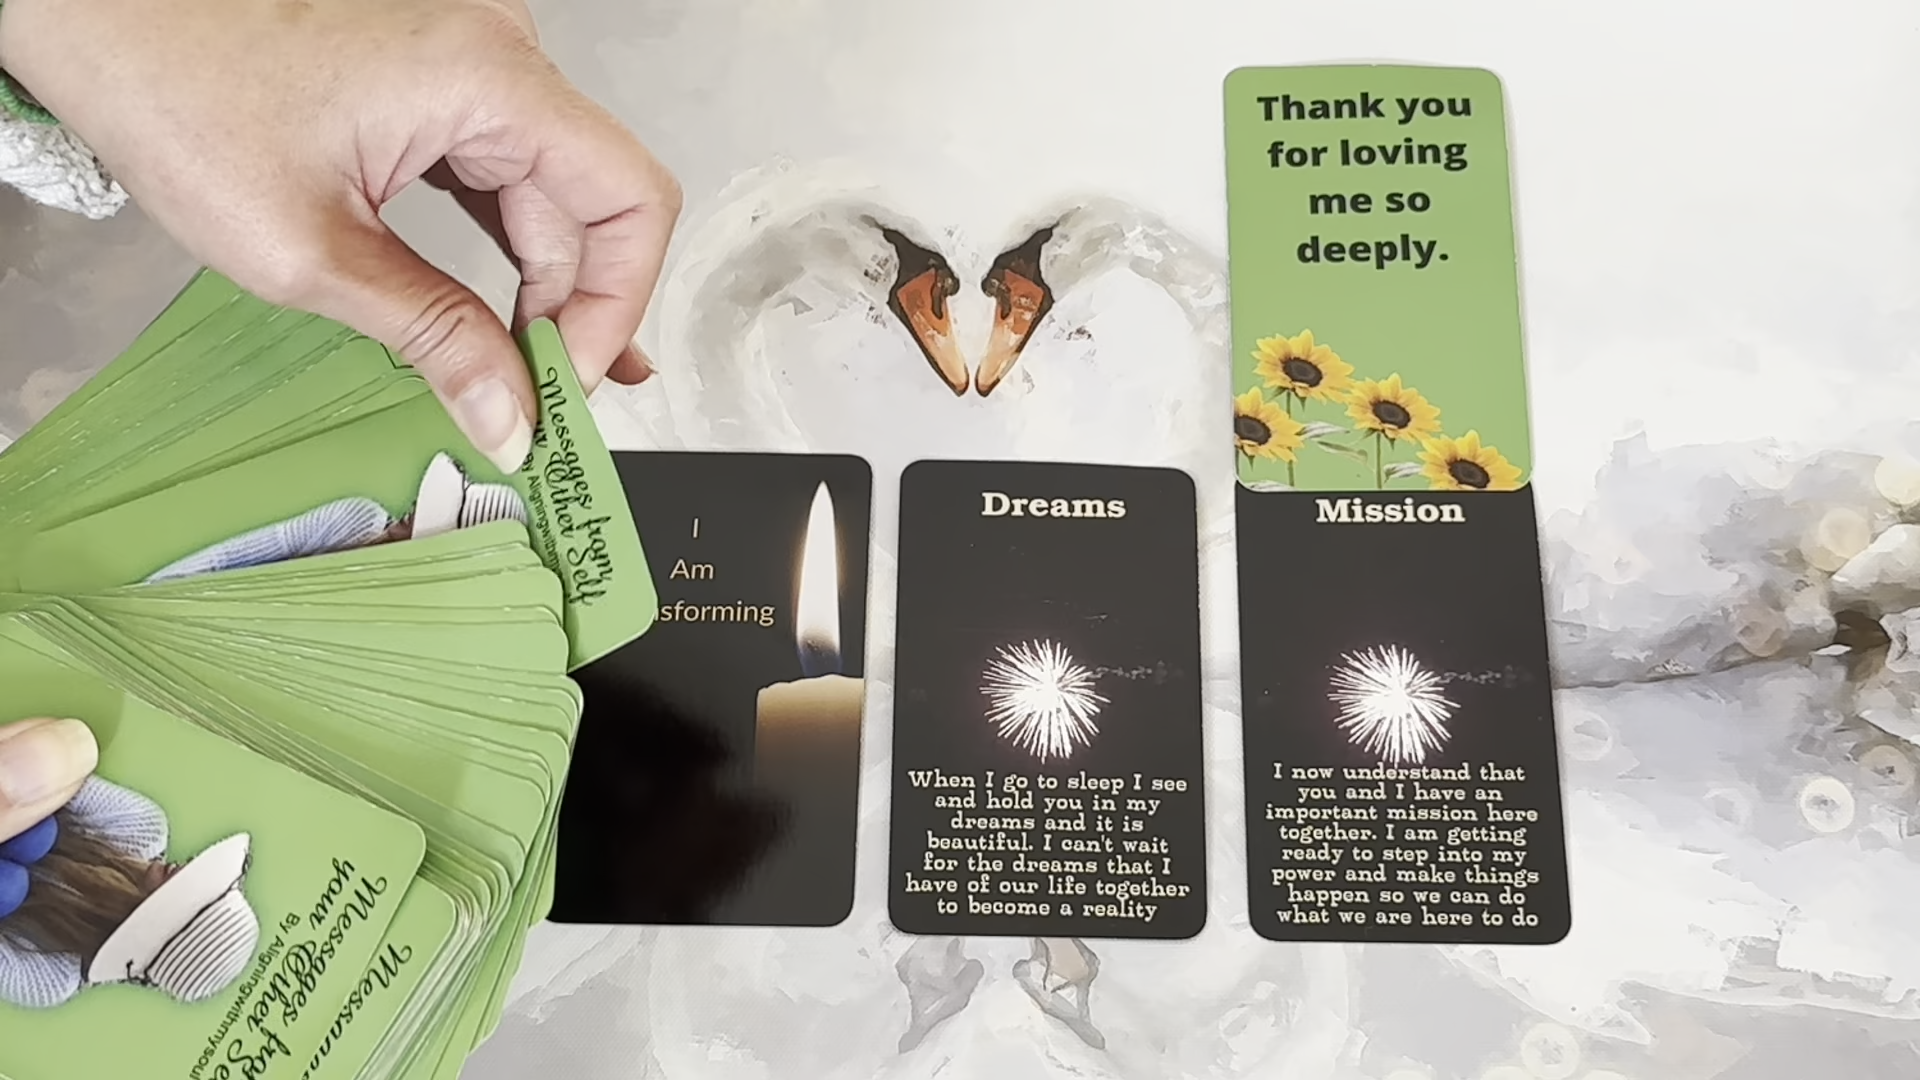 Thank you
for loving
me so
deeply.
Messages from
Other Self
By Aligningwithm
I
Am
sforming
Dreams
When I go to sleep I see
and hold you in my
dreams and it is
beautiful. I can't wait
for the dreams that I
have of our life together
to become a reality
Mission
I now understand that
you and I have an
important mission here
together. I am getting
ready to step into my
power and make things
happen so we can do
what we are here to do
Messages from
your Other Se
By Aligningwithmysoul